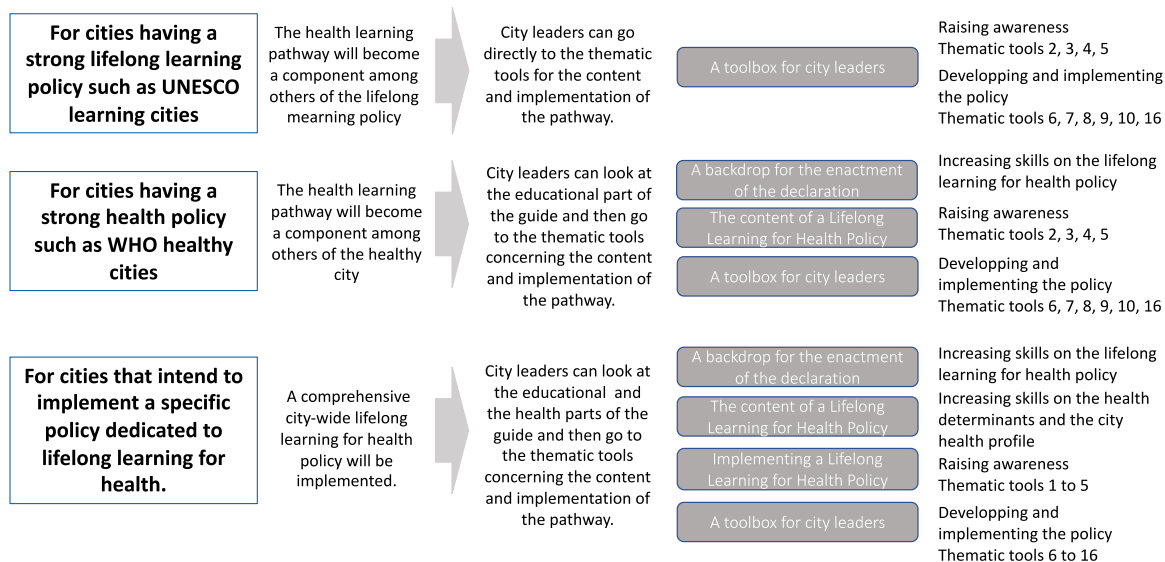 For cities having a
strong lifelong learning
policy such as UNESCO
learning cities
The health learning
pathway will become
a component among
others of the lifelong
mearning policy
City leaders can go
directly to the thematic
tools for the content
and implementation of
the pathway.
A toolbox for city leaders
Raising awareness
Thematic tools 2, 3, 4, 5
Developping and implementing
the policy
Thematic tools 6, 7, 8, 9, 10, 16
For cities having a
strong health policy
such as WHO healthy
cities
The health learning
pathway will become
a component among
others of the healthy
city
City leaders can look at
the educational part of
the guide and then go
to the thematic tools
concerning the content
and implementation of
the pathway.
A backdrop for the enactment
of the declaration
The content of a Lifelong
Learning for Health Policy
A toolbox for city leaders
Increasing skills on the lifelong
learning for health policy
Raising awareness
Thematic tools 2, 3, 4, 5
Developping and
implementing the policy
Thematic tools 6, 7, 8, 9, 10, 16
For cities that intend to
implement a specific
policy dedicated to
lifelong learning for
health.
A comprehensive
city-wide lifelong
learning for health
policy will be
implemented.
City leaders can look at
the educational and
the health parts of the
guide and then go to
the thematic tools
concerning the content
and implementation of
the pathway.
A backdrop for the enactment
of the declaration
The content of a Lifelong
Learning for Health Policy
Implementing a Lifelong
Learning for Health Policy
A toolbox for city leaders
Increasing skills on the lifelong
learning for health policy
Increasing skills on the health
determinants and the city
health profile
Raising awareness
Thematic tools 1 to 5
Developping and
implementing the policy
Thematic tools 6 to 16